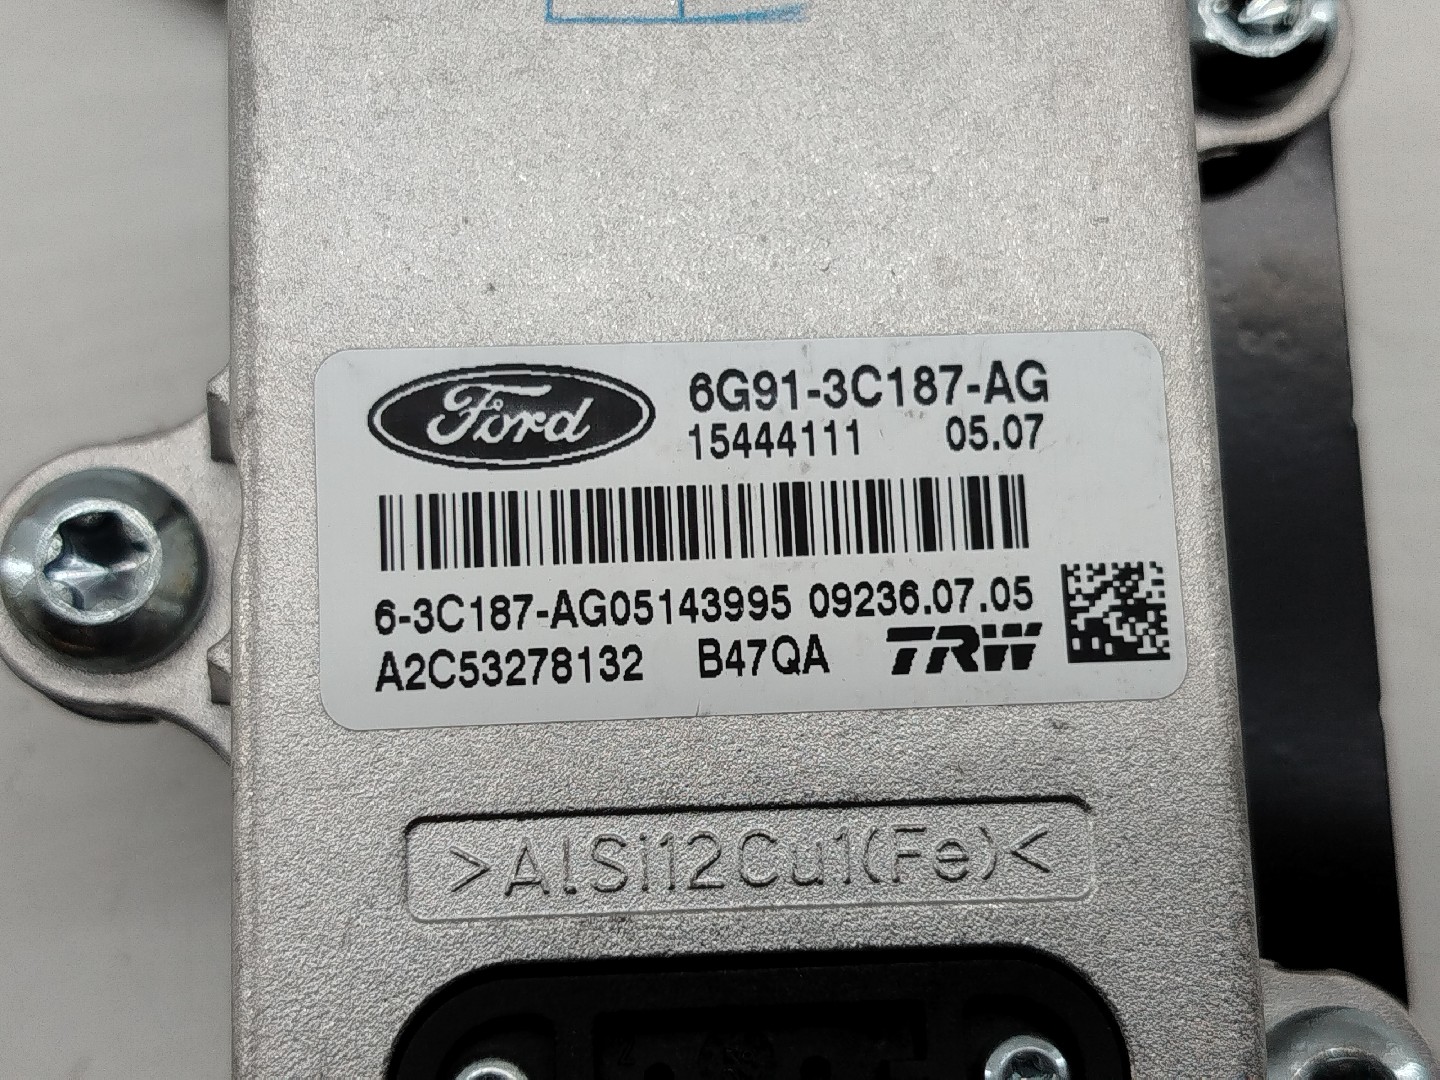 Ford
6G91-3C187-AG
15444111 05.07
6-3C187-AG05143995 09236.07.05
A2C53278132 B47QA TRW
>AlSi12Cu1(Fe)<